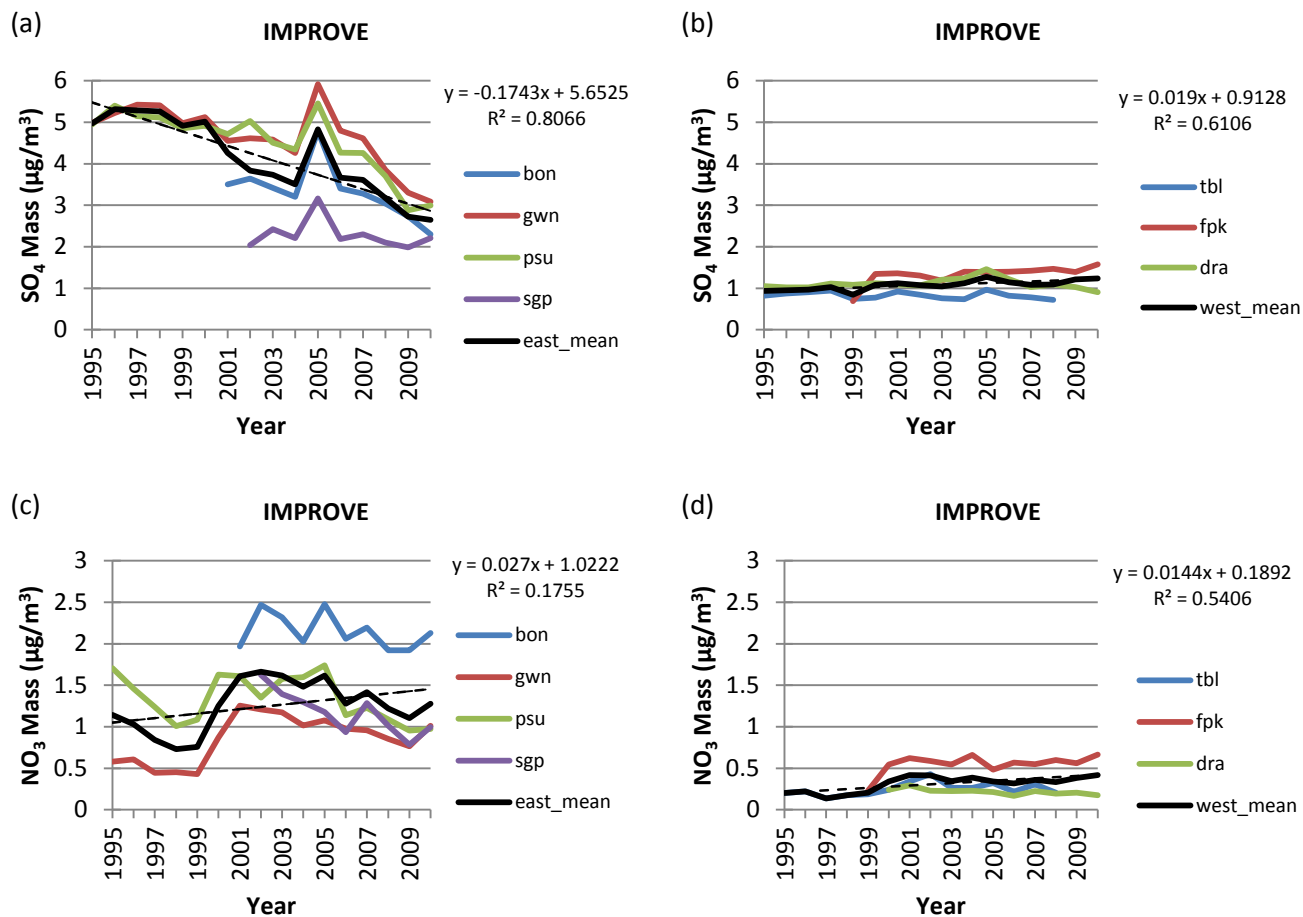 (a)
IMPROVE
SO₄ Mass (µg/m³)
6
5
4
3
2
1
0
1995
1997
1999
2001
2003
2005
2007
2009
Year
y = -0.1743x + 5.6525
R² = 0.8066
bon
gwn
psu
sgp
east_mean
(b)
IMPROVE
SO₄ Mass (µg/m³)
6
5
4
3
2
1
0
1995
1997
1999
2001
2003
2005
2007
2009
Year
y = 0.019x + 0.9128
R² = 0.6106
tbl
fpk
dra
west_mean
(c)
IMPROVE
NO₃ Mass (µg/m³)
3
2.5
2
1.5
1
0.5
0
1995
1997
1999
2001
2003
2005
2007
2009
Year
y = 0.027x + 1.0222
R² = 0.1755
bon
gwn
psu
sgp
east_mean
(d)
IMPROVE
NO₃ Mass (µg/m³)
3
2.5
2
1.5
1
0.5
0
1995
1997
1999
2001
2003
2005
2007
2009
Year
y = 0.0144x + 0.1892
R² = 0.5406
tbl
fpk
dra
west_mean